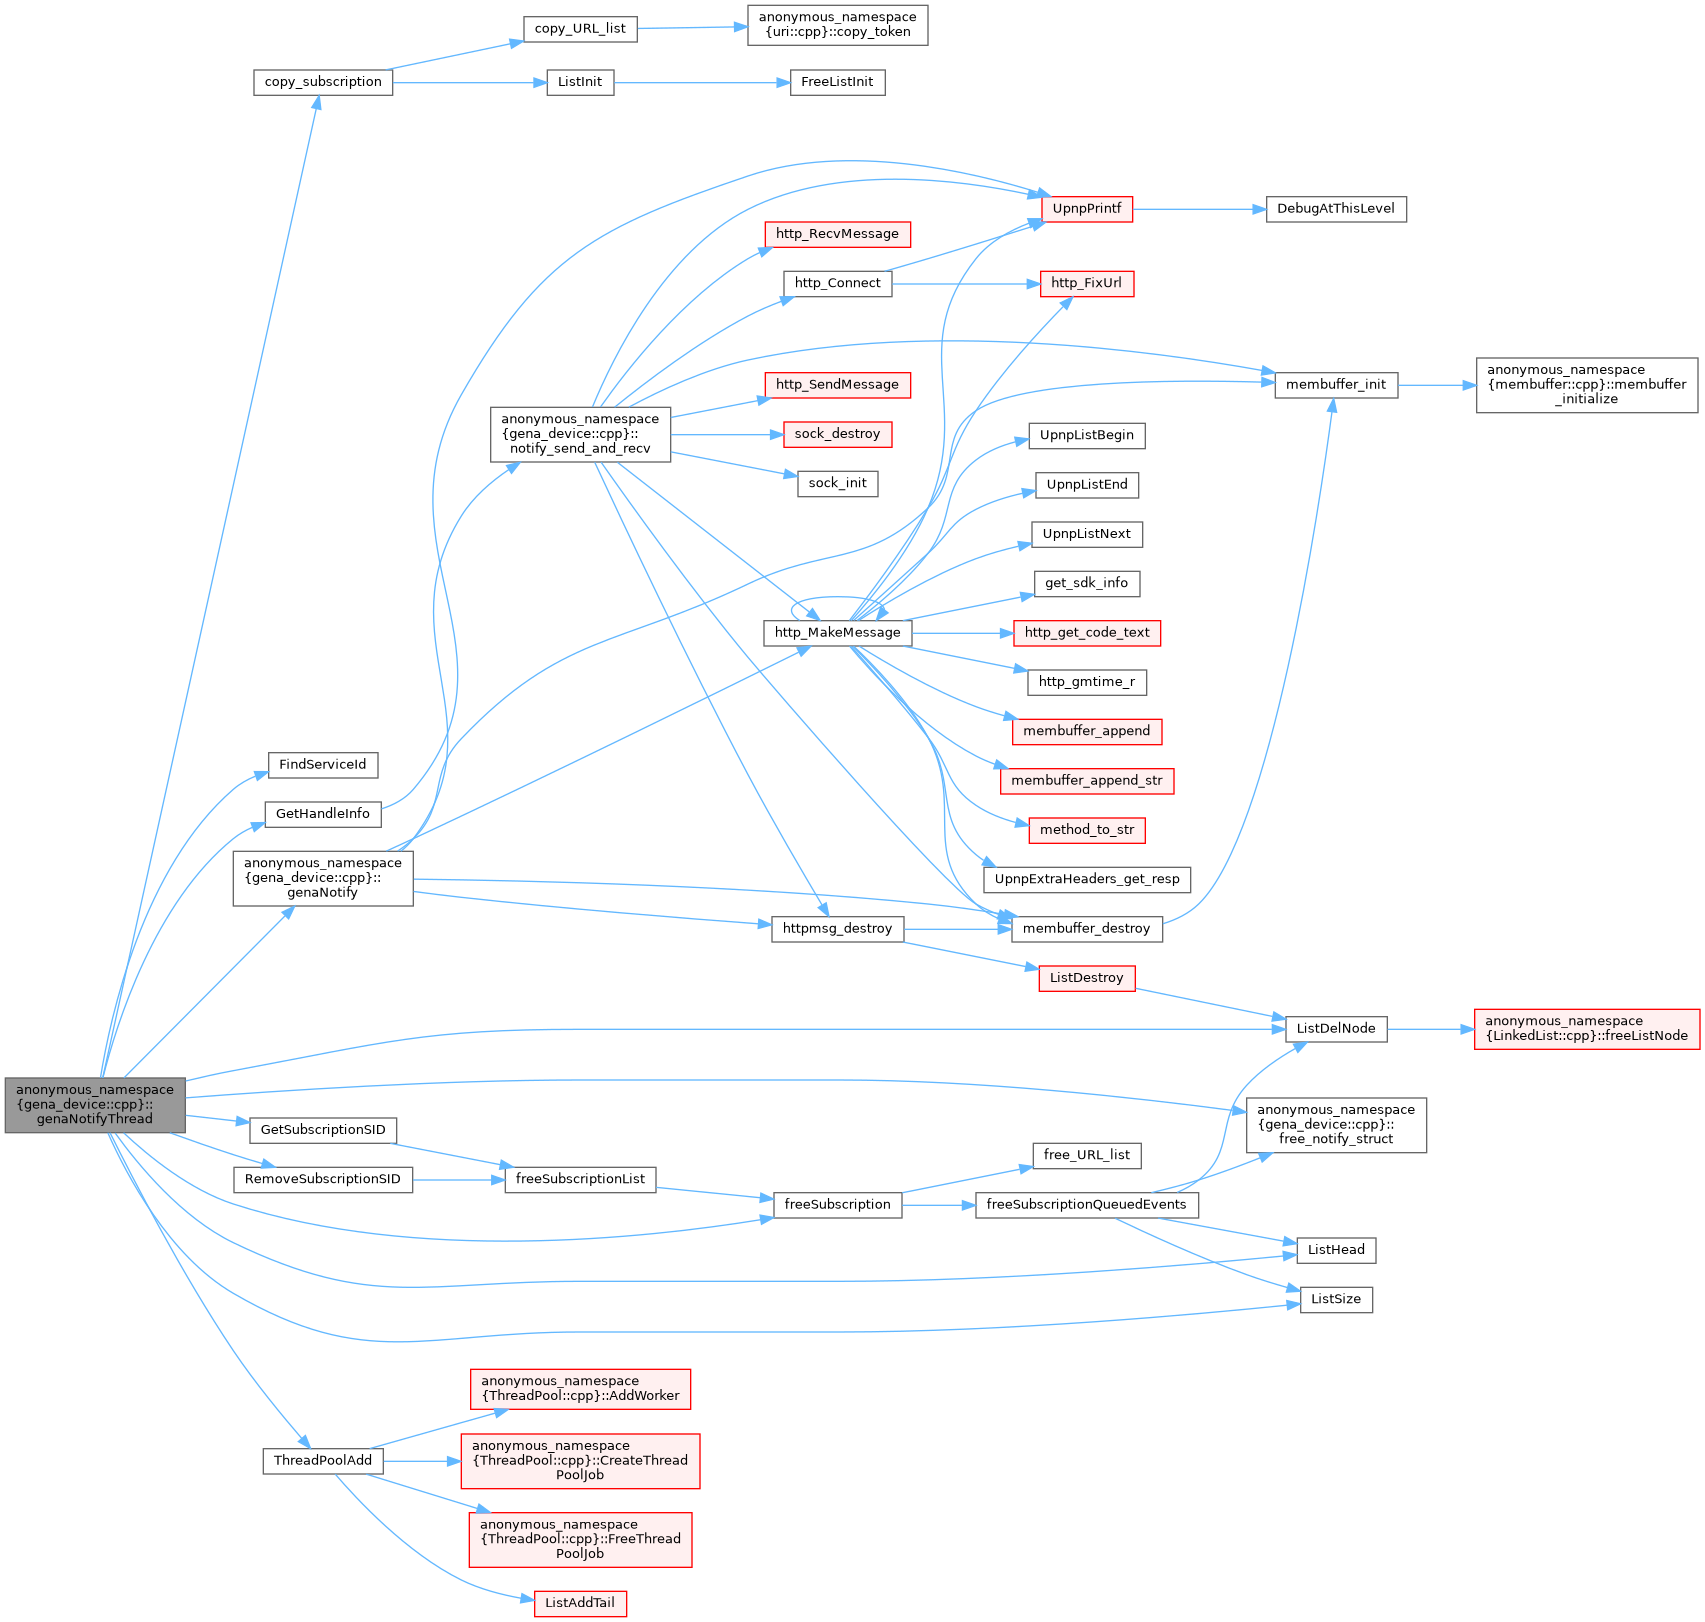 copy_URL_list
anonymous_namespace
{uri::cpp}::copy_token
copy_subscription
ListInit
FreeListInit
UpnpPrintf
DebugAtThisLevel
http_RecvMessage
http_Connect
http_FixUrl
anonymous_namespace
{membuffer::cpp}::membuffer
_initialize
membuffer_init
http_SendMessage
anonymous_namespace
{gena_device::cpp}::
notify_send_and_recv
sock_destroy
UpnpListBegin
sock_init
UpnpListEnd
UpnpListNext
get_sdk_info
http_MakeMessage
http_get_code_text
http_gmtime_r
membuffer_append
FindServiceId
membuffer_append_str
GetHandleInfo
method_to_str
anonymous_namespace
{gena_device::cpp}::
genaNotify
UpnpExtraHeaders_get_resp
httpmsg_destroy
membuffer_destroy
ListDestroy
ListDelNode
anonymous_namespace
{LinkedList::cpp}::freeListNode
anonymous_namespace
{gena_device::cpp}::
genaNotifyThread
anonymous_namespace
{gena_device::cpp}::
free_notify_struct
GetSubscriptionSID
free_URL_list
RemoveSubscriptionSID
freeSubscriptionList
freeSubscription
freeSubscriptionQueuedEvents
ListHead
ListSize
anonymous_namespace
{ThreadPool::cpp}::AddWorker
ThreadPoolAdd
anonymous_namespace
{ThreadPool::cpp}::CreateThread
PoolJob
anonymous_namespace
{ThreadPool::cpp}::FreeThread
PoolJob
ListAddTail